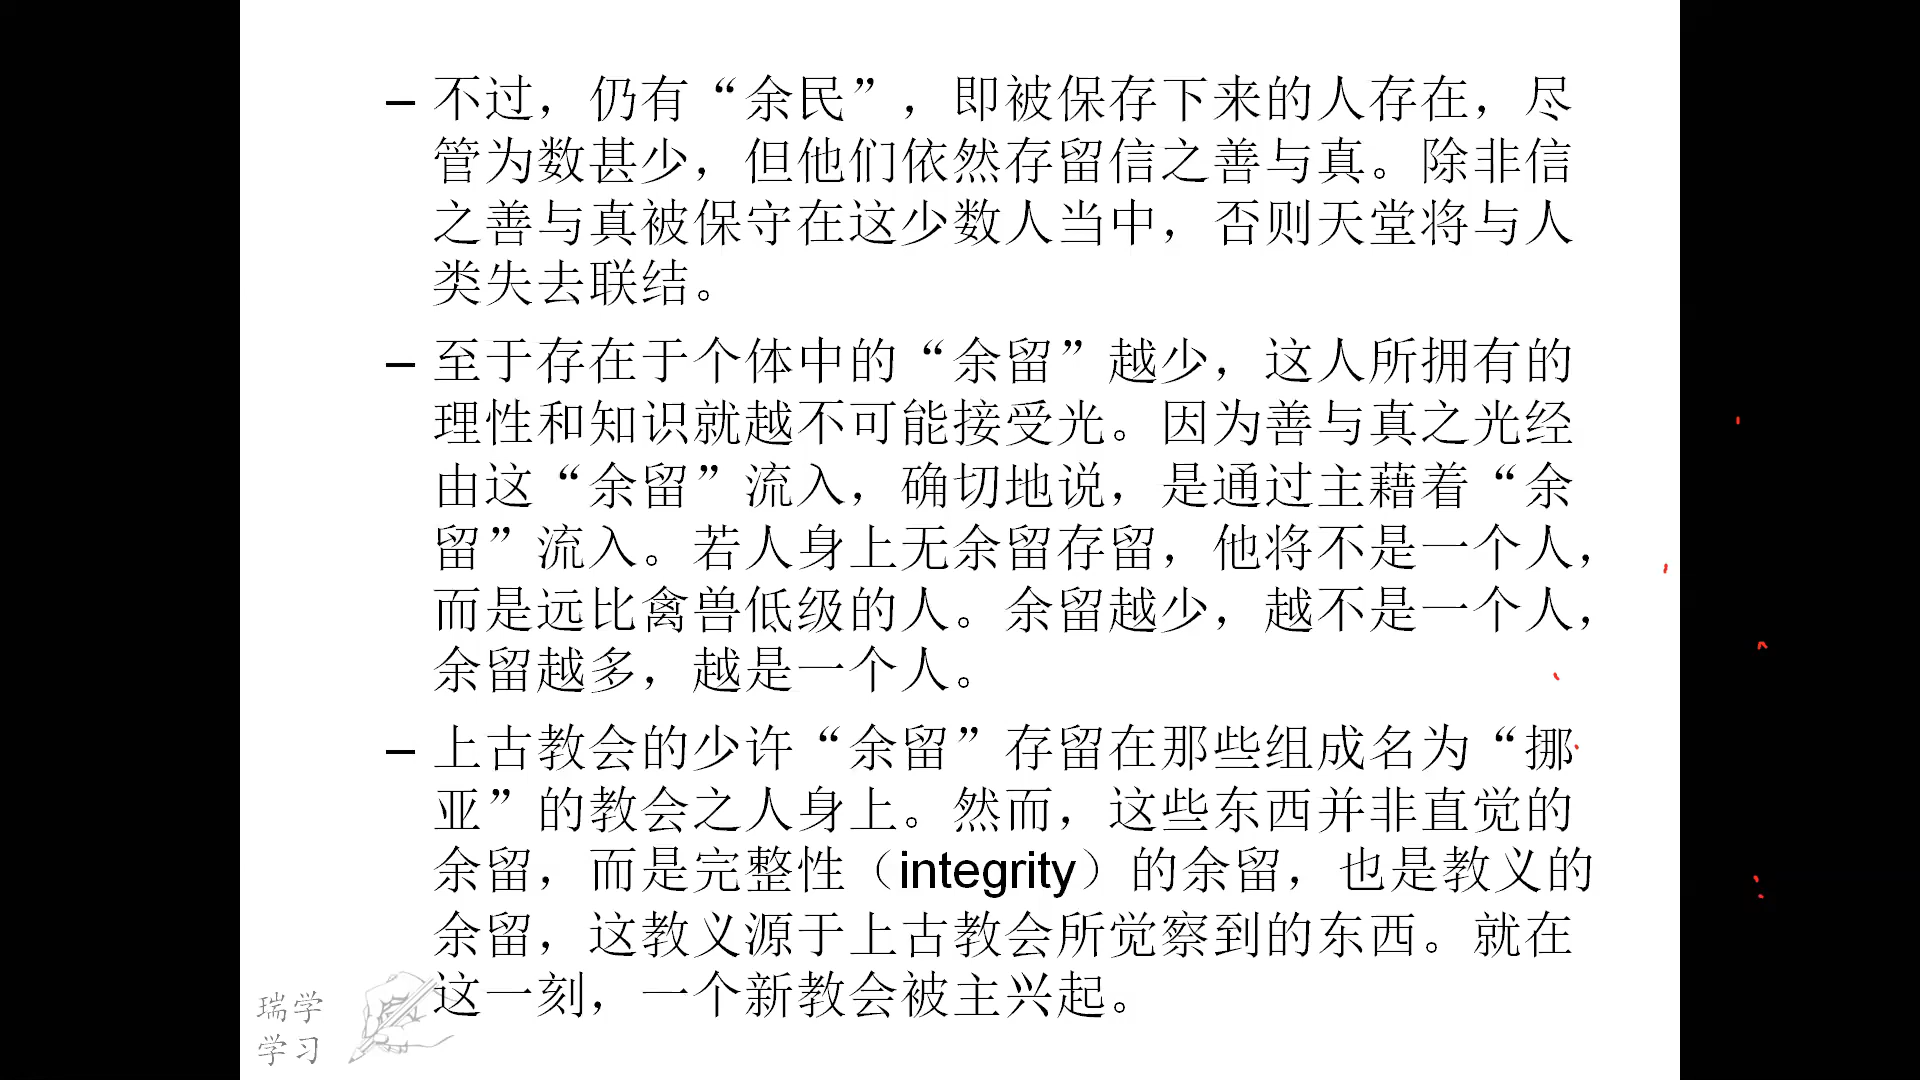 – 不过，仍有“余民”，即被保存下来的人存在，尽
管为数甚少，但他们依然存留信之善与真。除非信
之善与真被保守在这少数人当中，否则天堂将与人
类失去联结。
– 至于存在于个体中的“余留”越少，这人所拥有的
理性和知识就越不可能接受光。因为善与真之光经
由这“余留”流入，确切地说，是通过主藉着“余
留”流入。若人身上无余留存留，他将不是一个人，
而是远比禽兽低级的人。余留越少，越不是一个人，
余留越多，越是一个人。
– 上古教会的少许“余留”存留在那些组成名为“挪
亚”的教会之人身上。然而，这些东西并非直觉的
余留，而是完整性（integrity）的余留，也是教义的
余留，这教义源于上古教会所觉察到的东西。就在
这一刻，一个新教会被主兴起。
瑞学
学习